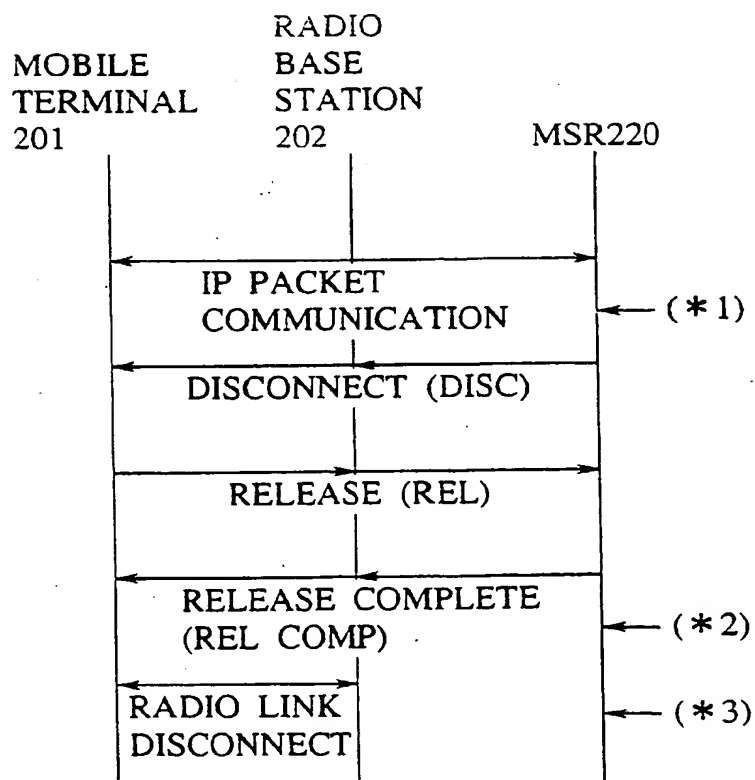 MOBILE
TERMINAL
201
RADIO
BASE
STATION
202
MSR220
IP PACKET
COMMUNICATION
(*1)
DISCONNECT (DISC)
RELEASE (REL)
RELEASE COMPLETE
(REL COMP)
(*2)
RADIO LINK
DISCONNECT
(*3)